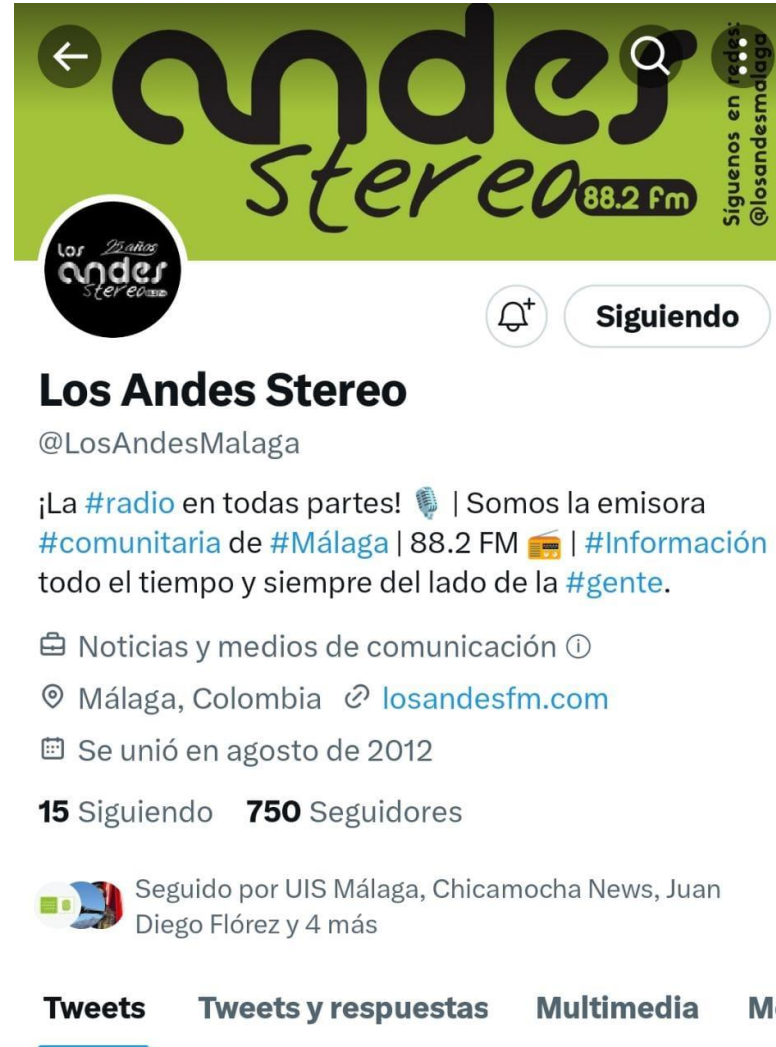 andes
stereo 88.2 fm
Síguenos en redes:
@losandesmalaga
Los 25 años
andes
stereo
Siguiendo
Los Andes Stereo
@LosAndesMalaga
¡La #radio en todas partes! 🎙️ | Somos la emisora
#comunitaria de #Málaga | 88.2 FM 📻 | #Información
todo el tiempo y siempre del lado de la #gente.
Noticias y medios de comunicación
Málaga, Colombia losandesfm.com
Se unió en agosto de 2012
15 Siguiendo 750 Seguidores
Seguido por UIS Málaga, Chicamocha News, Juan
Diego Flórez y 4 más
Tweets Tweets y respuestas Multimedia